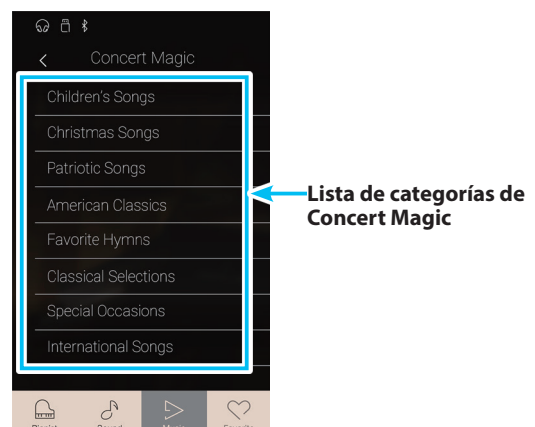 Concert Magic
Children's Songs
Christmas Songs
Patriotic Songs
American Classics
Favorite Hymns
Classical Selections
Special Occasions
International Songs
Lista de categorías de
Concert Magic